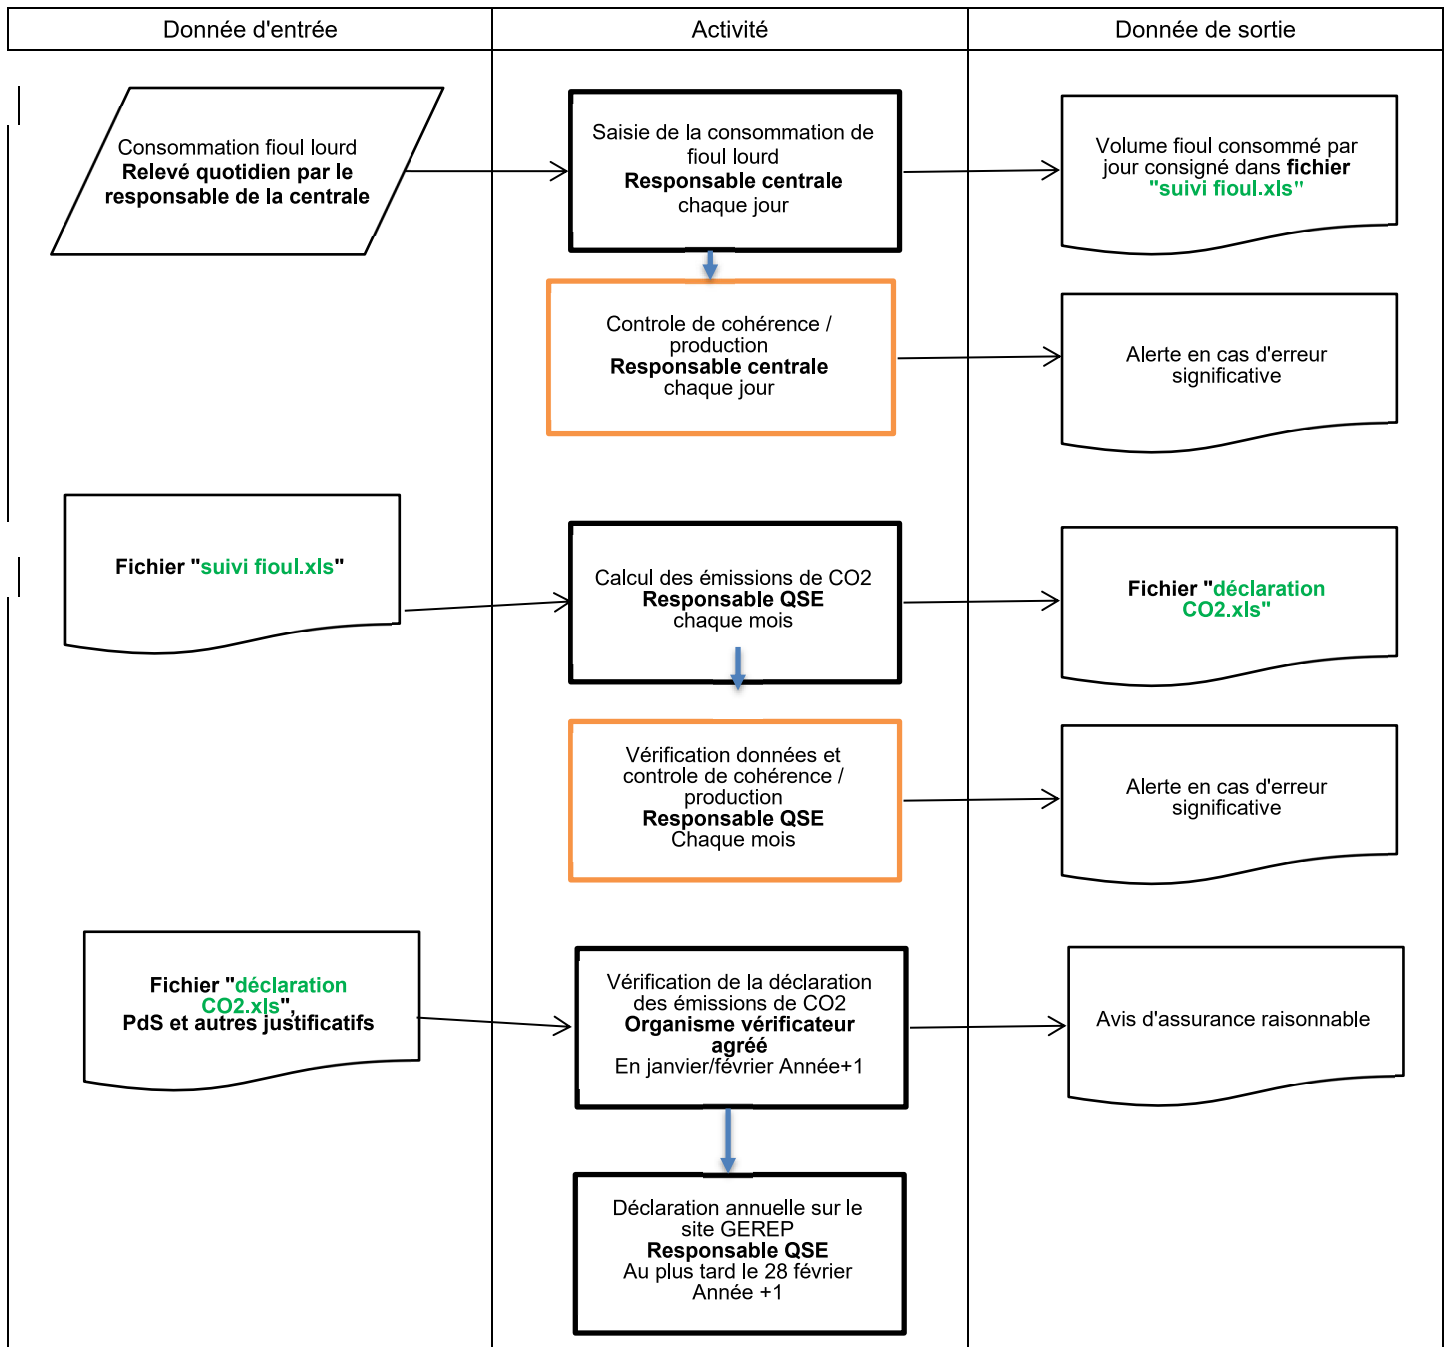 Donnée d'entrée
Activité
Donnée de sortie
Consommation fioul lourd
Relevé quotidien par le
responsable de la centrale
Saisie de la consommation de
fioul lourd
Responsable centrale
chaque jour
Volume fioul consommé par
jour consigné dans fichier
"suivi fioul.xls"
Controle de cohérence /
production
Responsable centrale
chaque jour
Alerte en cas d'erreur
significative
Fichier "suivi fioul.xls"
Calcul des émissions de CO2
Responsable QSE
chaque mois
Fichier "déclaration
CO2.xls"
Vérification données et
controle de cohérence /
production
Responsable QSE
Chaque mois
Alerte en cas d'erreur
significative
Fichier "déclaration
CO2.xls",
PdS et autres justificatifs
Vérification de la déclaration
des émissions de CO2
Organisme vérificateur
agréé
En janvier/février Année+1
Avis d'assurance raisonnable
Déclaration annuelle sur le
site GEREP
Responsable QSE
Au plus tard le 28 février
Année +1